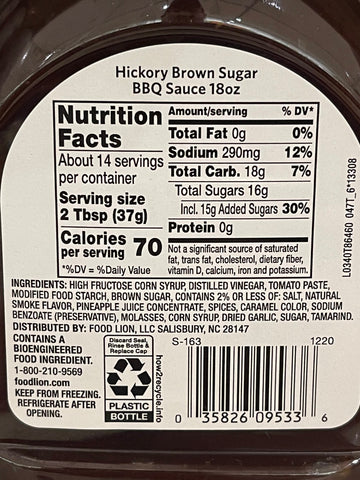 Hickory Brown Sugar
BBQ Sauce 18oz
Nutrition
Facts
About 14 servings
per container
Serving size
2 Tbsp (37g)
Calories
per serving 70
*%DV = %Daily Value
Amount/serving % DV*
Total Fat 0g 0%
Sodium 290mg 12%
Total Carb. 18g 7%
Total Sugars 16g
Incl. 15g Added Sugars 30%
Protein 0g
Not a significant source of saturated
fat, trans fat, cholesterol, dietary fiber,
vitamin D, calcium, iron and potassium.
L0340T86460 047T_6*13308
INGREDIENTS: HIGH FRUCTOSE CORN SYRUP, DISTILLED VINEGAR, TOMATO PASTE,
MODIFIED FOOD STARCH, BROWN SUGAR, CONTAINS 2% OR LESS OF: SALT, NATURAL
SMOKE FLAVOR, PINEAPPLE JUICE CONCENTRATE, SPICES, CARAMEL COLOR, SODIUM
BENZOATE (PRESERVATIVE), MOLASSES, CORN SYRUP, DRIED GARLIC, SUGAR, TAMARIND.
DISTRIBUTED BY: FOOD LION, LLC SALISBURY, NC 28147
CONTAINS A
BIOENGINEERED
FOOD INGREDIENT.
1-800-210-9569
foodlion.com
KEEP FROM FREEZING.
REFRIGERATE AFTER
OPENING.
Discard Seal,
Rinse Bottle &
Replace Cap
PLASTIC
BOTTLE
how2recycle.info
S-163 1220
0 35826 09533 6